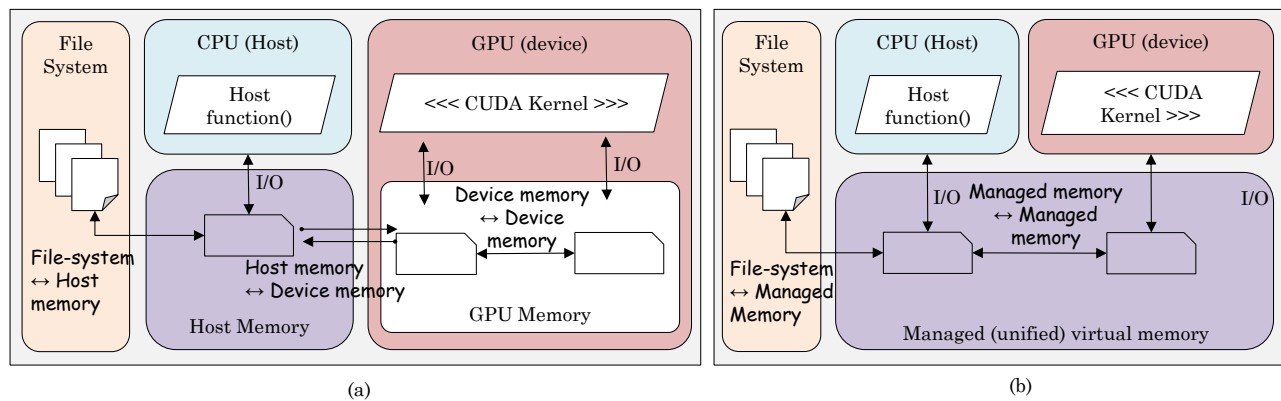 File
System
CPU (Host)
GPU (device)
Host
function()
<<< CUDA Kernel >>>
I/O
I/O
I/O
Device memory
↔ Device
memory
File-system
↔ Host
memory
Host memory
↔ Device memory
Host Memory
GPU Memory
(a)
File
System
CPU (Host)
GPU (device)
Host
function()
<<< CUDA
Kernel >>>
I/O
I/O
Managed memory
↔ Managed
memory
File-system
↔ Managed
Memory
Managed (unified) virtual memory
(b)